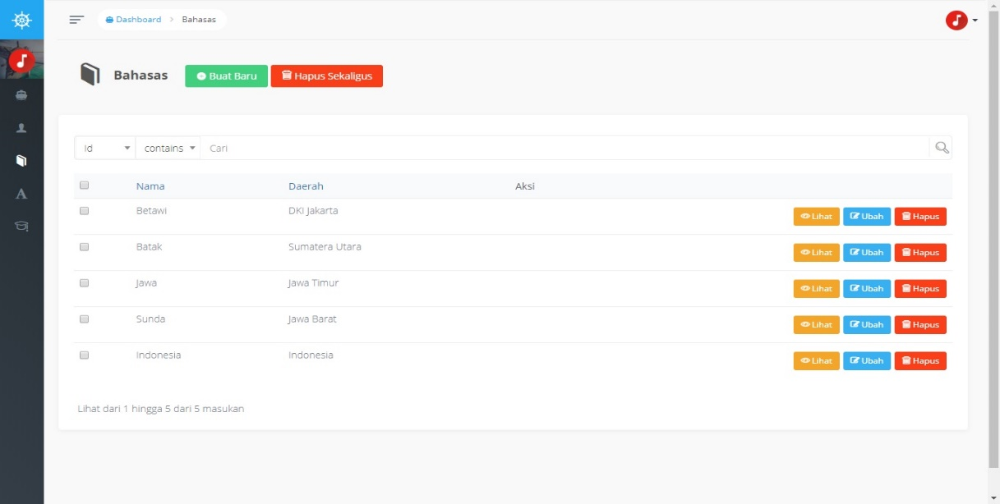 Dashboard > Bahasas
Bahasas Buat Baru Hapus Sekaligus
Id contains Cari
Nama Daerah Aksi
Betawi DKI Jakarta Lihat Ubah Hapus
Batak Sumatera Utara Lihat Ubah Hapus
Jawa Jawa Timur Lihat Ubah Hapus
Sunda Jawa Barat Lihat Ubah Hapus
Indonesia Indonesia Lihat Ubah Hapus
Lihat dari 1 hingga 5 dari 5 masukan